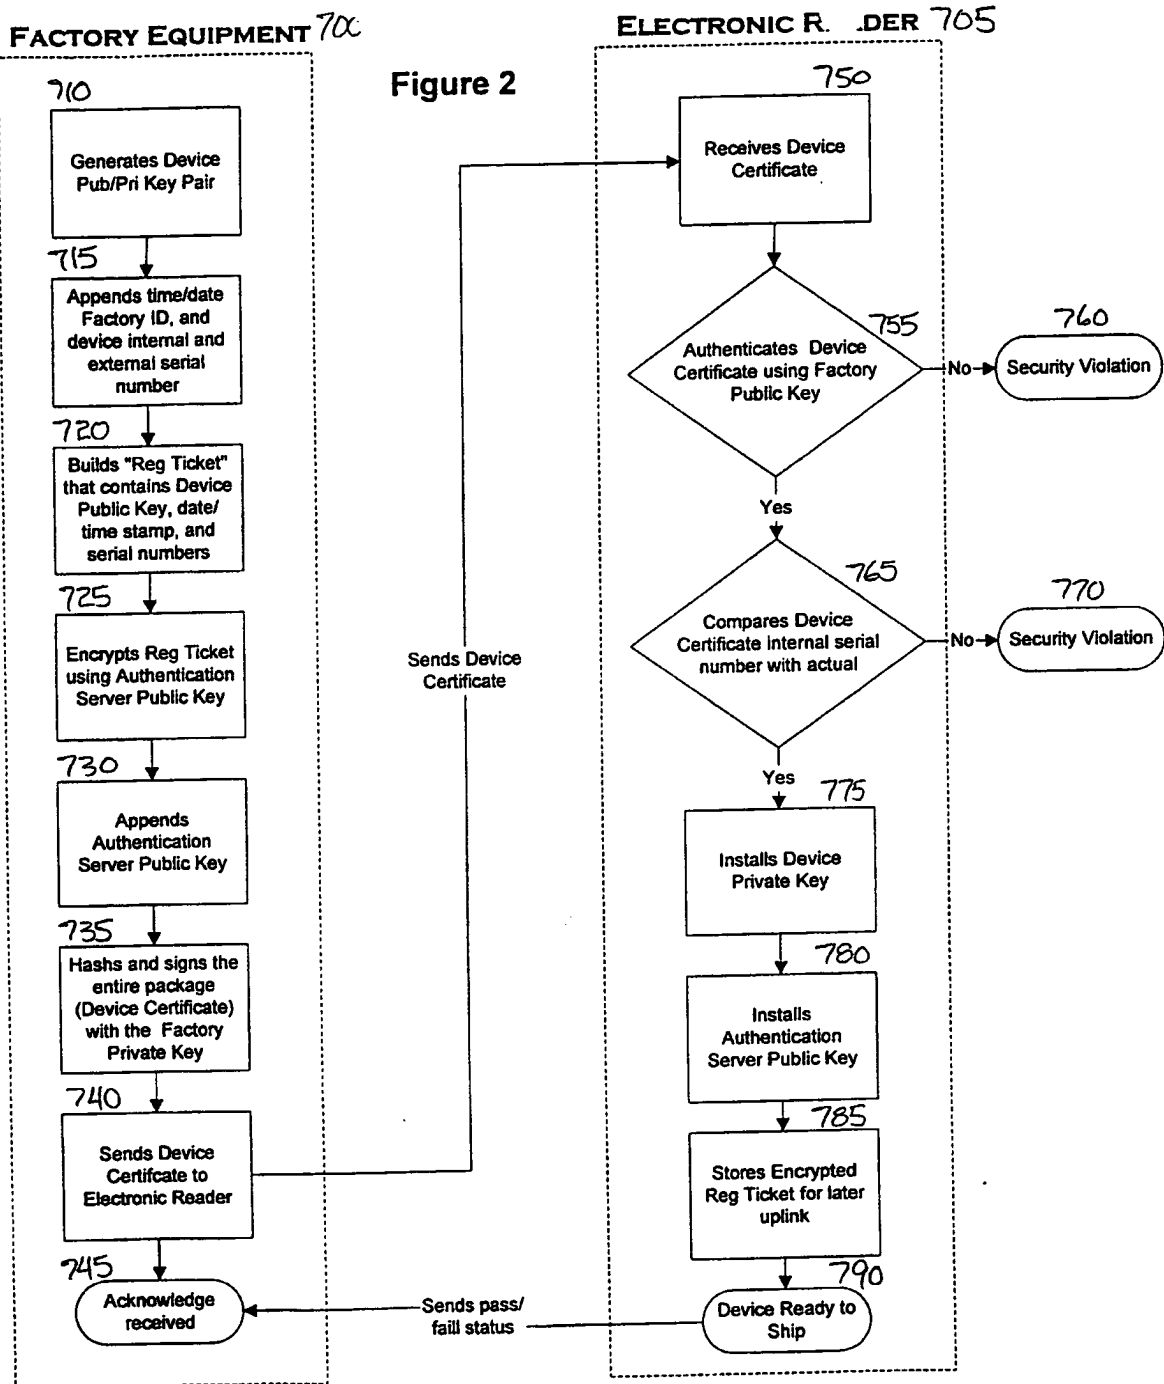 FACTORY EQUIPMENT
ELECTRONIC R. .DER 705
Figure 2
710
Generates Device
Pub/Pri Key Pair
715
Appends time/date
Factory ID, and
device internal and
external serial
number
720
Builds "Reg Ticket"
that contains Device
Public Key, date/
time stamp, and
serial numbers
725
Encrypts Reg Ticket
using Authentication
Server Public Key
730
Appends
Authentication
Server Public Key
735
Hashs and signs the
entire package
(Device Certificate)
with the Factory
Private Key
740
Sends Device
Certifcate to
Electronic Reader
745
Acknowledge
received
Sends Device
Certificate
Sends pass/
faill status
750
Receives Device
Certificate
755
Authenticates Device
Certificate using Factory
Public Key
No
760
Security Violation
Yes
765
Compares Device
Certificate internal serial
number with actual
No
770
Security Violation
Yes
775
Installs Device
Private Key
780
Installs
Authentication
Server Public Key
785
Stores Encrypted
Reg Ticket for later
uplink
790
Device Ready to
Ship